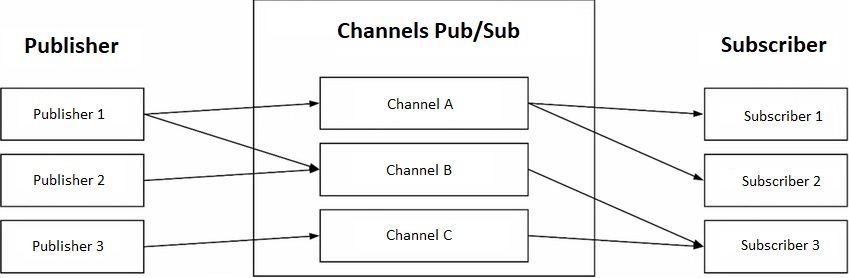 Publisher
Channels Pub/Sub
Subscriber
Publisher 1
Channel A
Subscriber 1
Publisher 2
Channel B
Subscriber 2
Publisher 3
Channel C
Subscriber 3